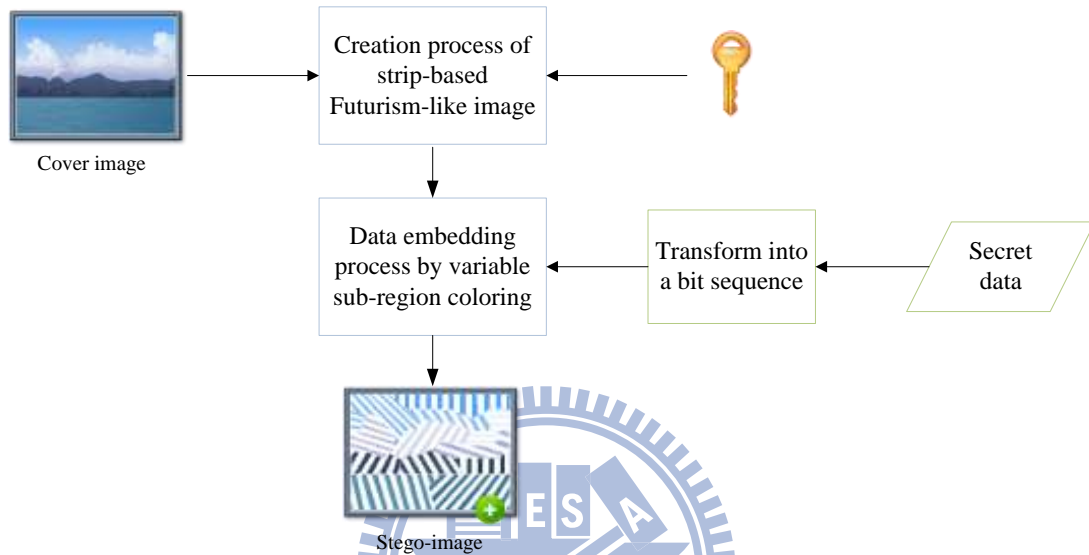 Creation process of
strip-based
Futurism-like image
Cover image
Data embedding
process by variable
sub-region coloring
Transform into
a bit sequence
Secret
data
E S A
Stego-image